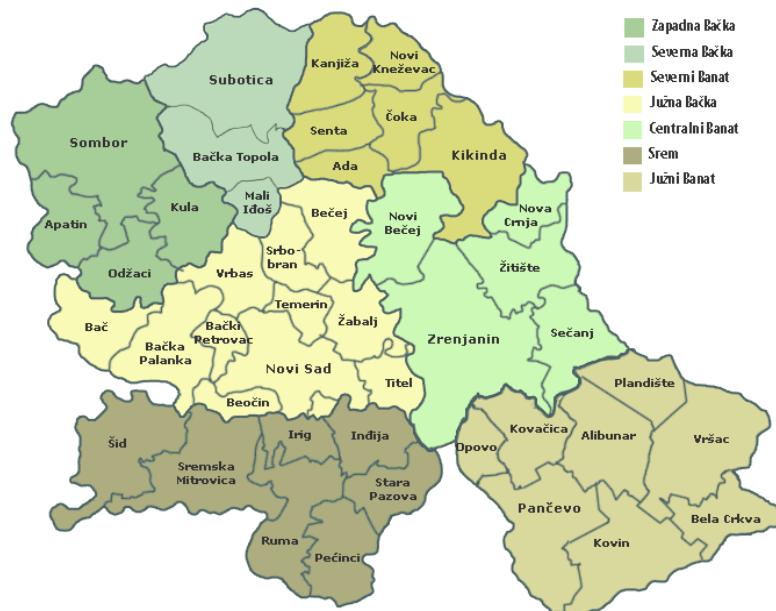 Zapadna Bačka
Severna Bačka
Severni Banat
Južna Bačka
Centralni Banat
Srem
Južni Banat
Subotica
Kanjiža
Novi
Kneževac
Senta
Čoka
Sombor
Bačka Topola
Ada
Kikinda
Mali
Iđoš
Apatin
Kula
Bečej
Novi
Bečej
Nova
Crnja
Odžaci
Vrbas
Srbo-
bran
Žitište
Bač
Temerin
Žabalj
Bačka
Palanka
Bački
Petrovac
Zrenjanin
Sečanj
Novi Sad
Titel
Beočin
Plandište
Šid
Irig
Inđija
Opovo
Kovačica
Alibunar
Vršac
Sremska
Mitrovica
Stara
Pazova
Pančevo
Bela Crkva
Ruma
Pećinci
Kovin